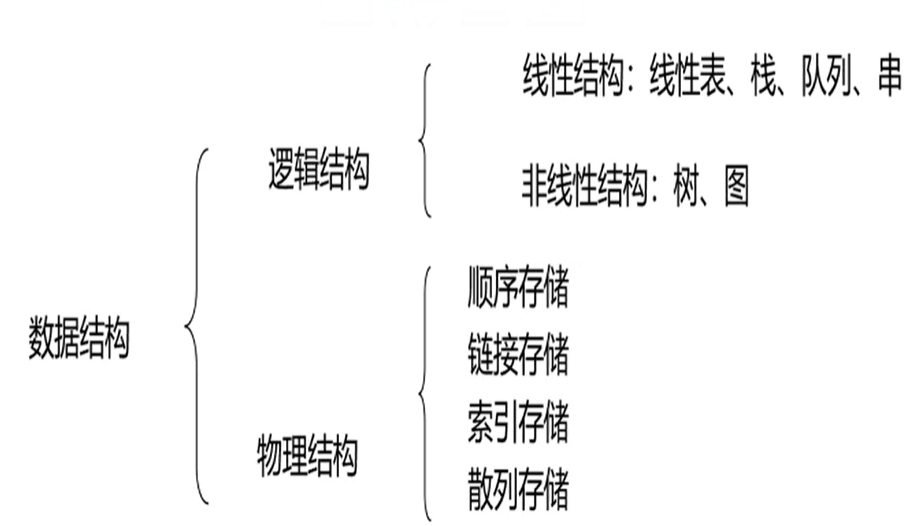 线性结构：线性表、栈、队列、串
逻辑结构
非线性结构：树、图
顺序存储
数据结构
链接存储
索引存储
物理结构
散列存储